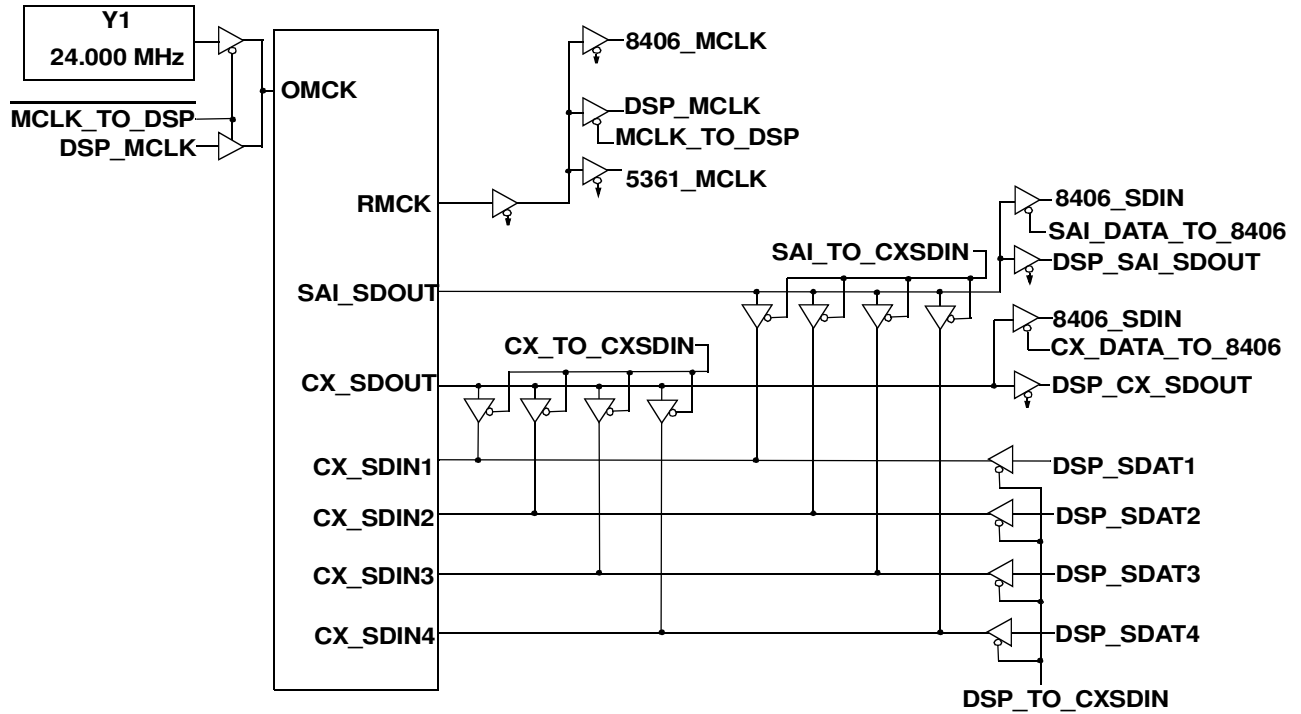 Y1
24.000 MHz
MCLK_TO_DSP
DSP_MCLK
OMCK
RMCK
SAI_SDOUT
CX_SDOUT
CX_SDIN1
CX_SDIN2
CX_SDIN3
CX_SDIN4
8406_MCLK
DSP_MCLK
MCLK_TO_DSP
5361_MCLK
SAI_TO_CXSDIN
CX_TO_CXSDIN
8406_SDIN
SAI_DATA_TO_8406
DSP_SAI_SDOUT
8406_SDIN
CX_DATA_TO_8406
DSP_CX_SDOUT
DSP_SDAT1
DSP_SDAT2
DSP_SDAT3
DSP_SDAT4
DSP_TO_CXSDIN